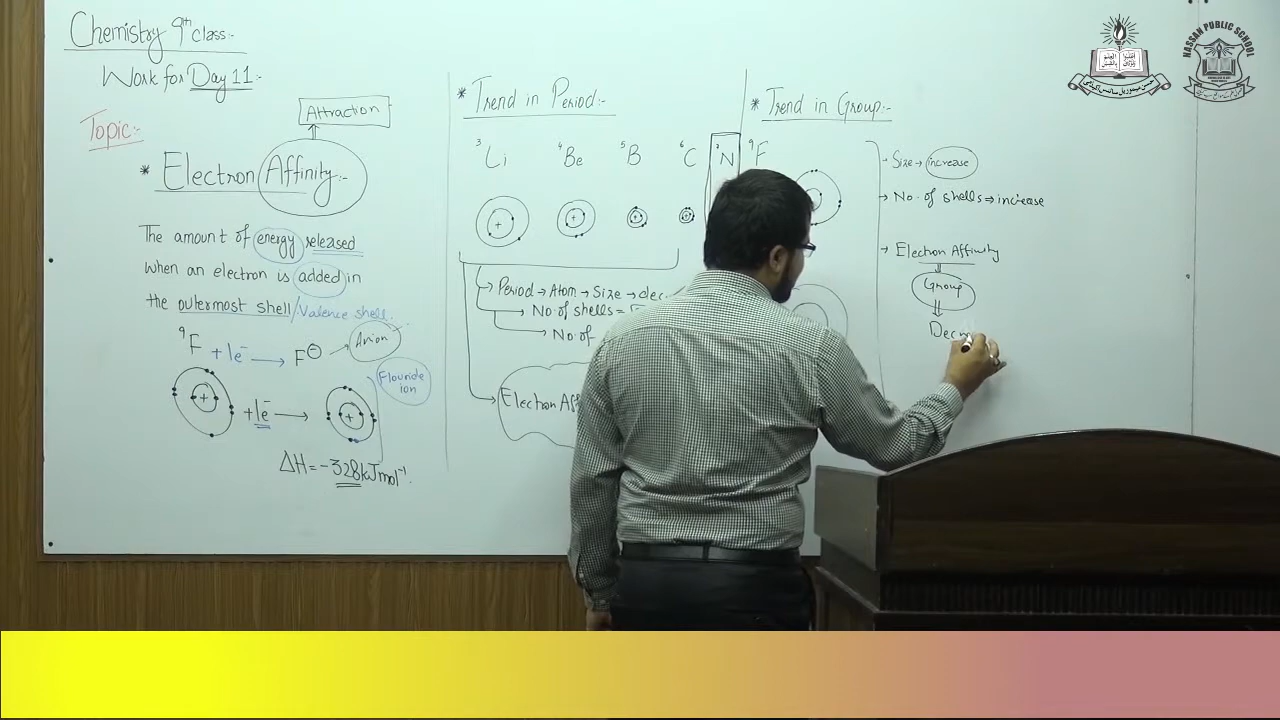 Chemistry 9th class:-
Work for Day 11:-
Topic:-
Attraction
* Electron Affinity:-
The amount of energy released
when an electron is added in
the outermost shell/Valence shell.
9F + 1e- → F-
Anion
Flouride
ion
+1e- →
ΔH = -328kJmol-1.
* Trend in Period:-
3Li 4Be 5B 6C 7N
Period → Atom → Size → dec
No. of shells =
No. of
Electron Aff
* Trend in Group:-
9F
Size → increase
No. of shells ⇒ increase
Electron Affinity
Group
Decr
HASSAN PUBLIC SCHOOL